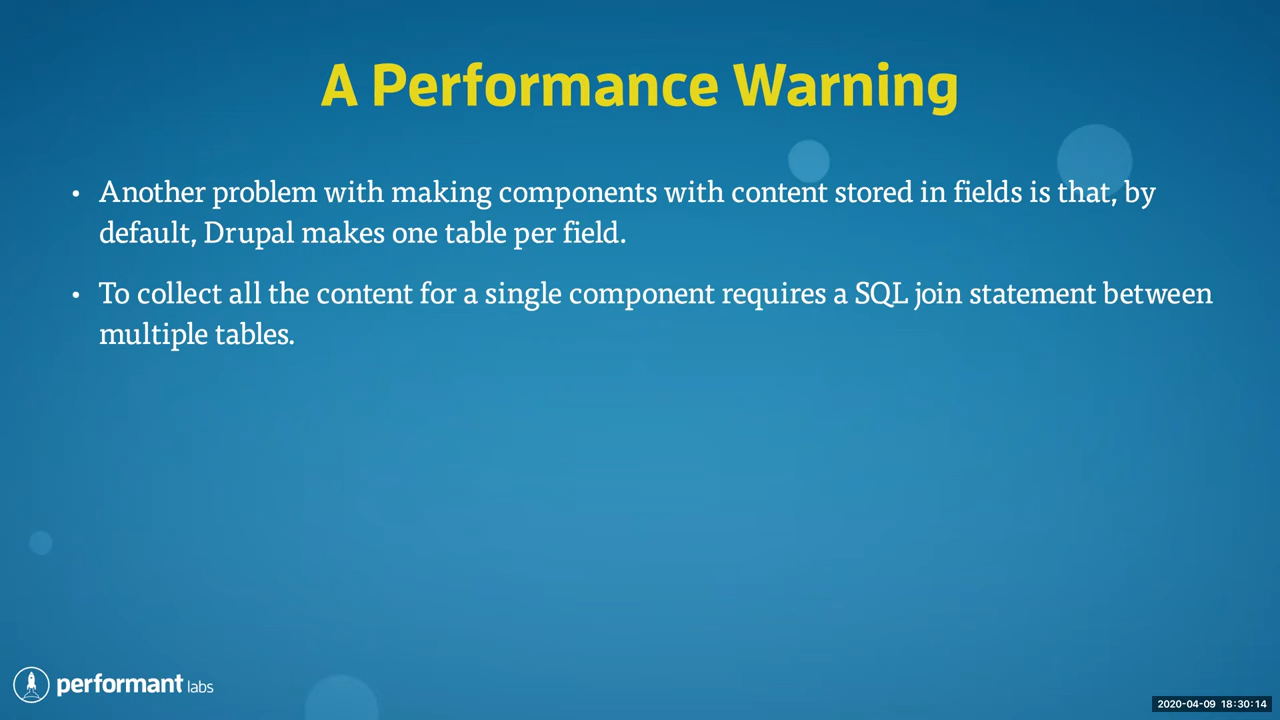 A Performance Warning
• Another problem with making components with content stored in fields is that, by
default, Drupal makes one table per field.
• To collect all the content for a single component requires a SQL join statement between
multiple tables.
performant labs
2020-04-09 18:30:14